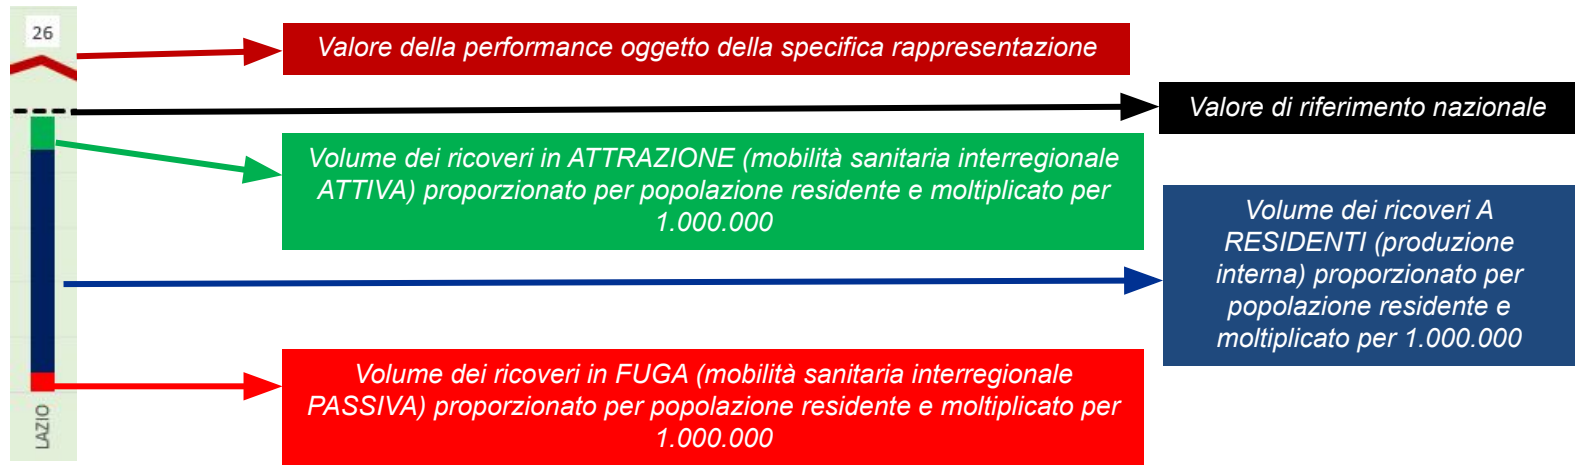 26
Valore della performance oggetto della specifica rappresentazione
Valore di riferimento nazionale
Volume dei ricoveri in ATTRAZIONE (mobilità sanitaria interregionale
ATTIVA) proporzionato per popolazione residente e moltiplicato per
1.000.000
Volume dei ricoveri A
RESIDENTI (produzione
interna) proporzionato per
popolazione residente e
moltiplicato per 1.000.000
Volume dei ricoveri in FUGA (mobilità sanitaria interregionale
PASSIVA) proporzionato per popolazione residente e moltiplicato per
1.000.000
LAZIO